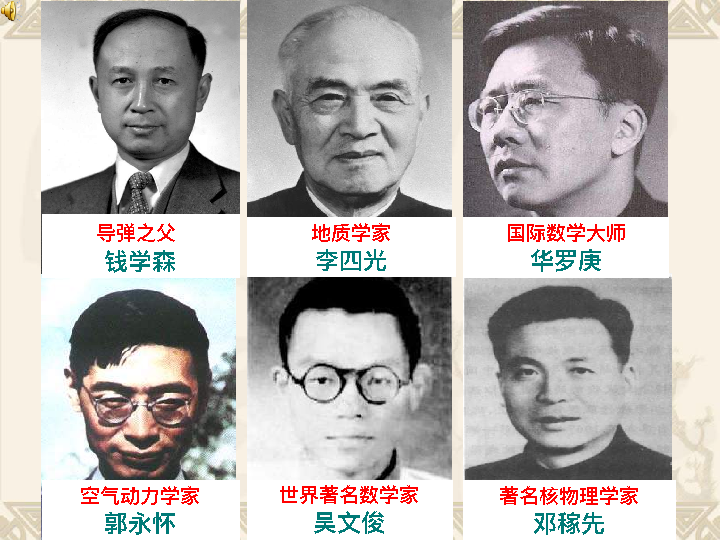 导弹之父
钱学森
地质学家
李四光
国际数学大师
华罗庚
空气动力学家
郭永怀
世界著名数学家
吴文俊
著名核物理学家
邓稼先